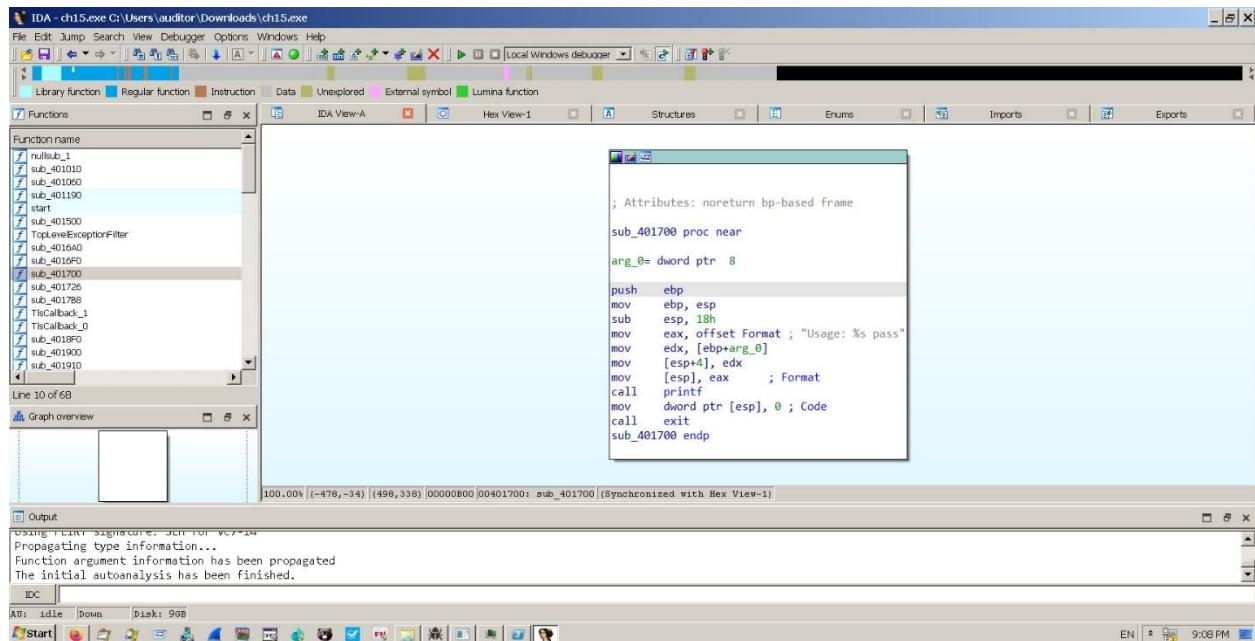 IDA - ch15.exe C:\Users\auditor\Downloads\ch15.exe
File Edit Jump Search View Debugger Options Windows Help
Local Windows debugger
Library function Regular function Instruction Data Unexplored External symbol Lumina function
Functions
IDA View-A Hex View-1 Structures Enums Imports Exports
Function name
nullsub_1
sub_401010
sub_401060
sub_401190
start
sub_401500
TopLevelExceptionFilter
sub_4016A0
sub_4016F0
sub_401700
sub_401726
sub_4017B8
TlsCallback_1
TlsCallback_0
sub_4018F0
sub_401900
sub_401910
Line 10 of 68
Graph overview
; Attributes: noreturn bp-based frame
sub_401700 proc near
arg_0= dword ptr 8
push ebp
mov ebp, esp
sub esp, 18h
mov eax, offset Format ; "Usage: %s pass"
mov edx, [ebp+arg_0]
mov [esp+4], edx
mov [esp], eax ; Format
call printf
mov dword ptr [esp], 0 ; Code
call exit
sub_401700 endp
100.00% (-478,-34) (498,338) 00000B00 00401700: sub_401700 (Synchronized with Hex View-1)
Output
Using FLIRT signature: SEH for vc7-14
Propagating type information...
Function argument information has been propagated
The initial autoanalysis has been finished.
IDC
AU: idle Down Disk: 9GB
Start
EN 9:08 PM